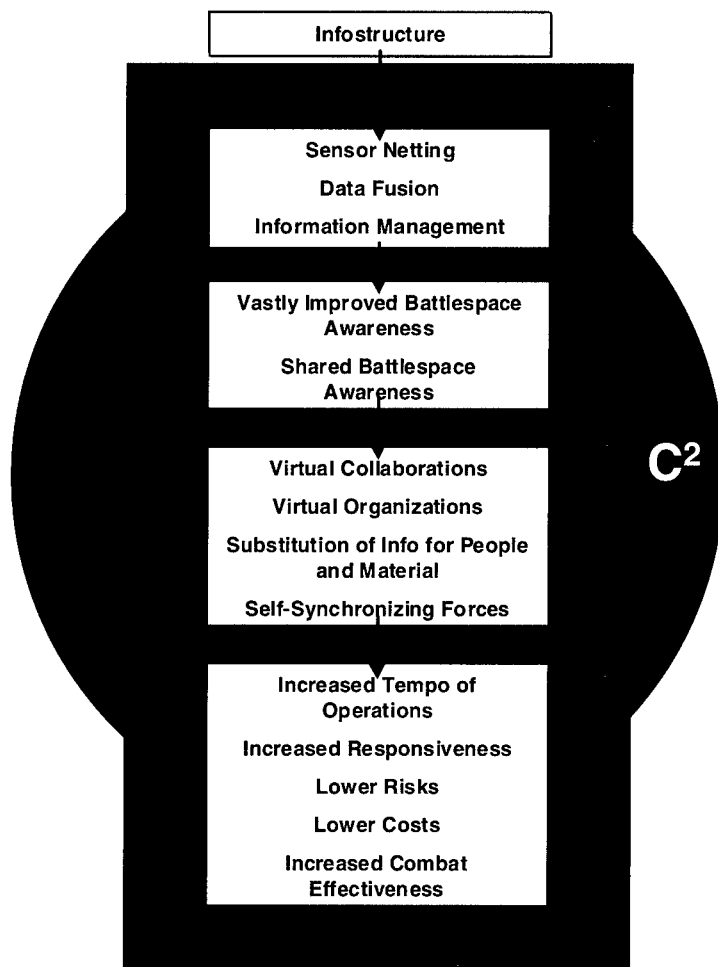 Infostructure
Sensor Netting
Data Fusion
Information Management
Vastly Improved Battlespace
Awareness
Shared Battlespace
Awareness
C²
Virtual Collaborations
Virtual Organizations
Substitution of Info for People
and Material
Self-Synchronizing Forces
Increased Tempo of
Operations
Increased Responsiveness
Lower Risks
Lower Costs
Increased Combat
Effectiveness